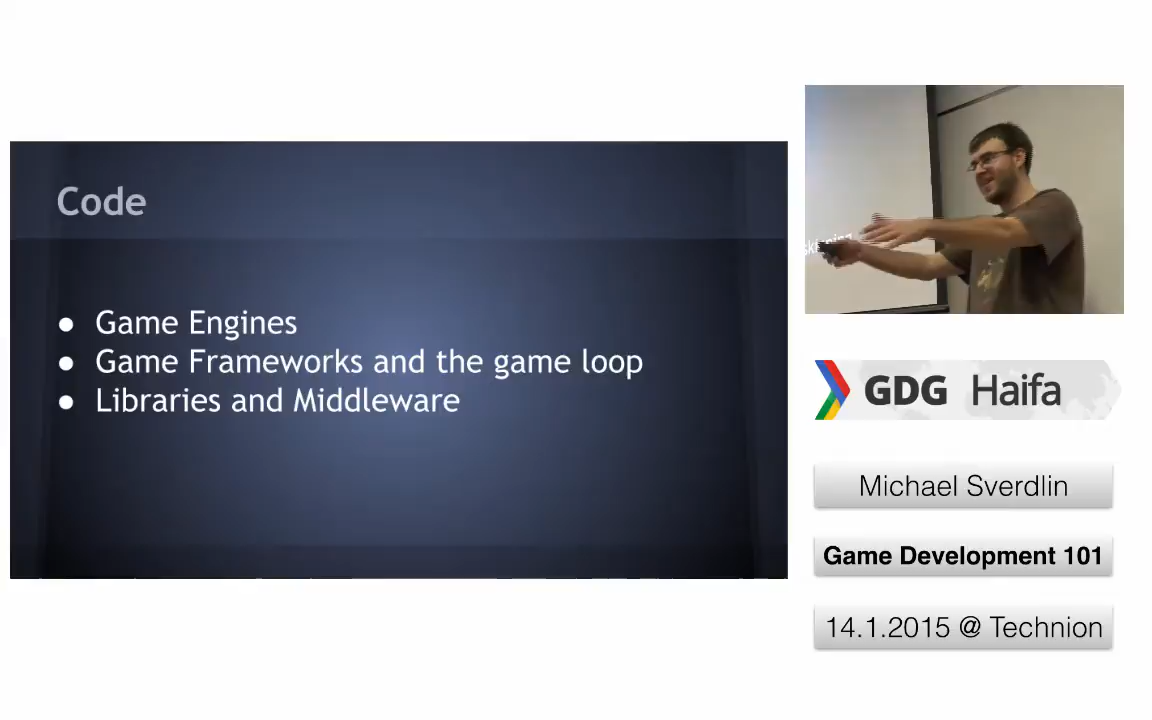 Code
● Game Engines
● Game Frameworks and the game loop
● Libraries and Middleware
GDG Haifa
Michael Sverdlin
Game Development 101
14.1.2015 @ Technion